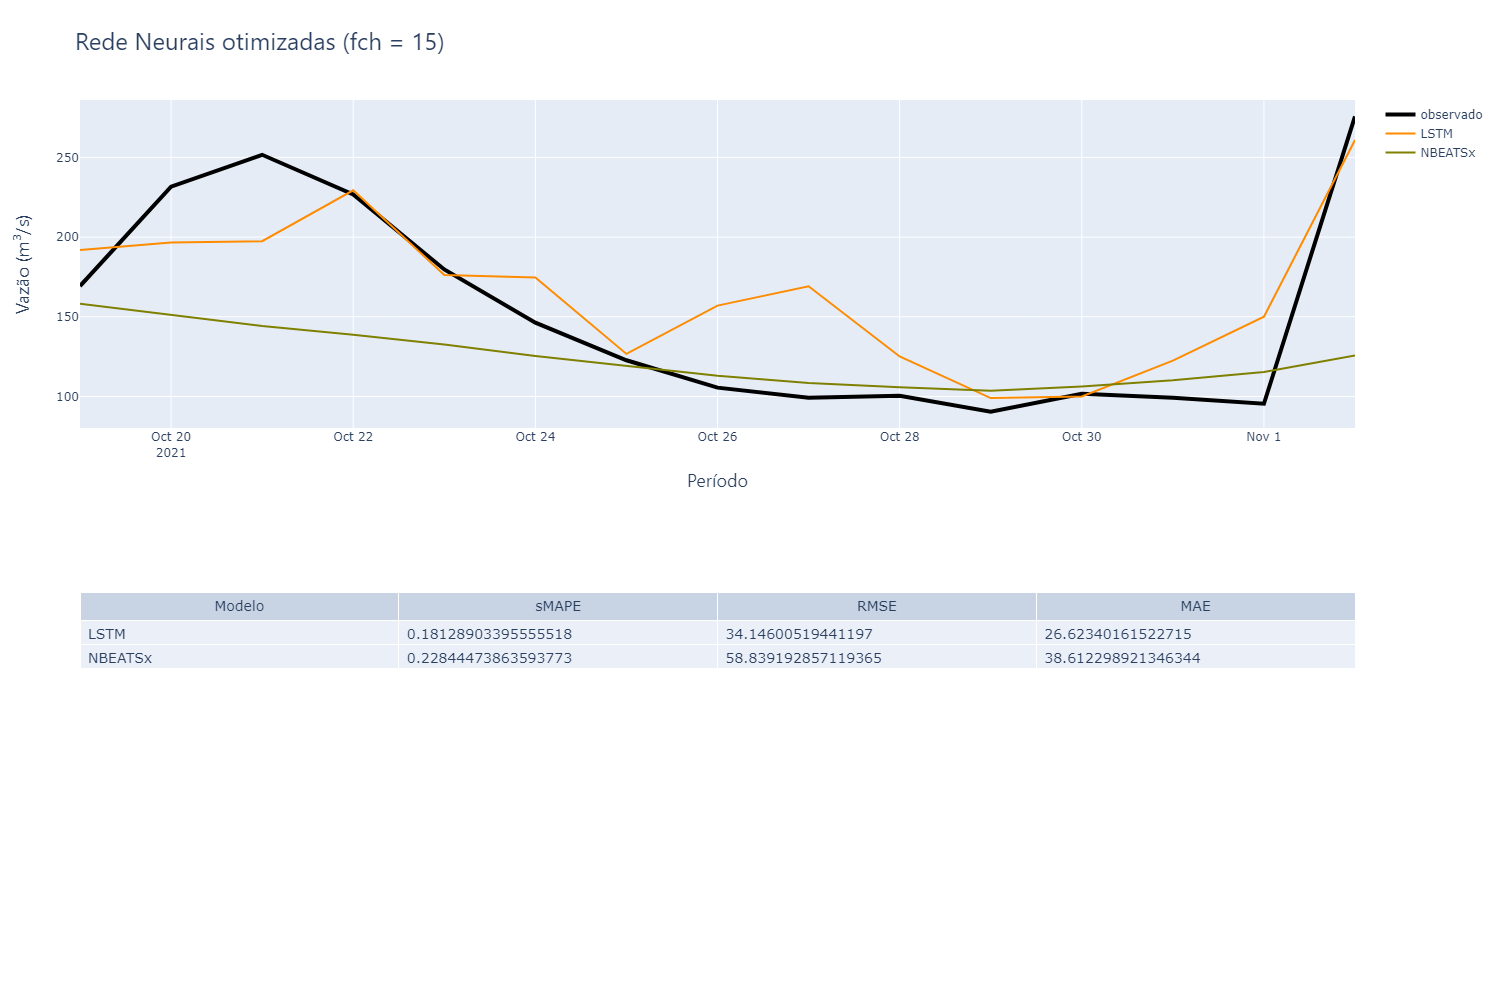 Rede Neurais otimizadas (fch = 15)
observado
LSTM
NBEATSx
Vazão (m³/s)
250
200
150
100
Oct 20
2021
Oct 22
Oct 24
Oct 26
Oct 28
Oct 30
Nov 1
Período
Modelo sMAPE RMSE MAE
LSTM 0.18128903395555518 34.14600519441197 26.62340161522715
NBEATSx 0.22844473863593773 58.839192857119365 38.612298921346344